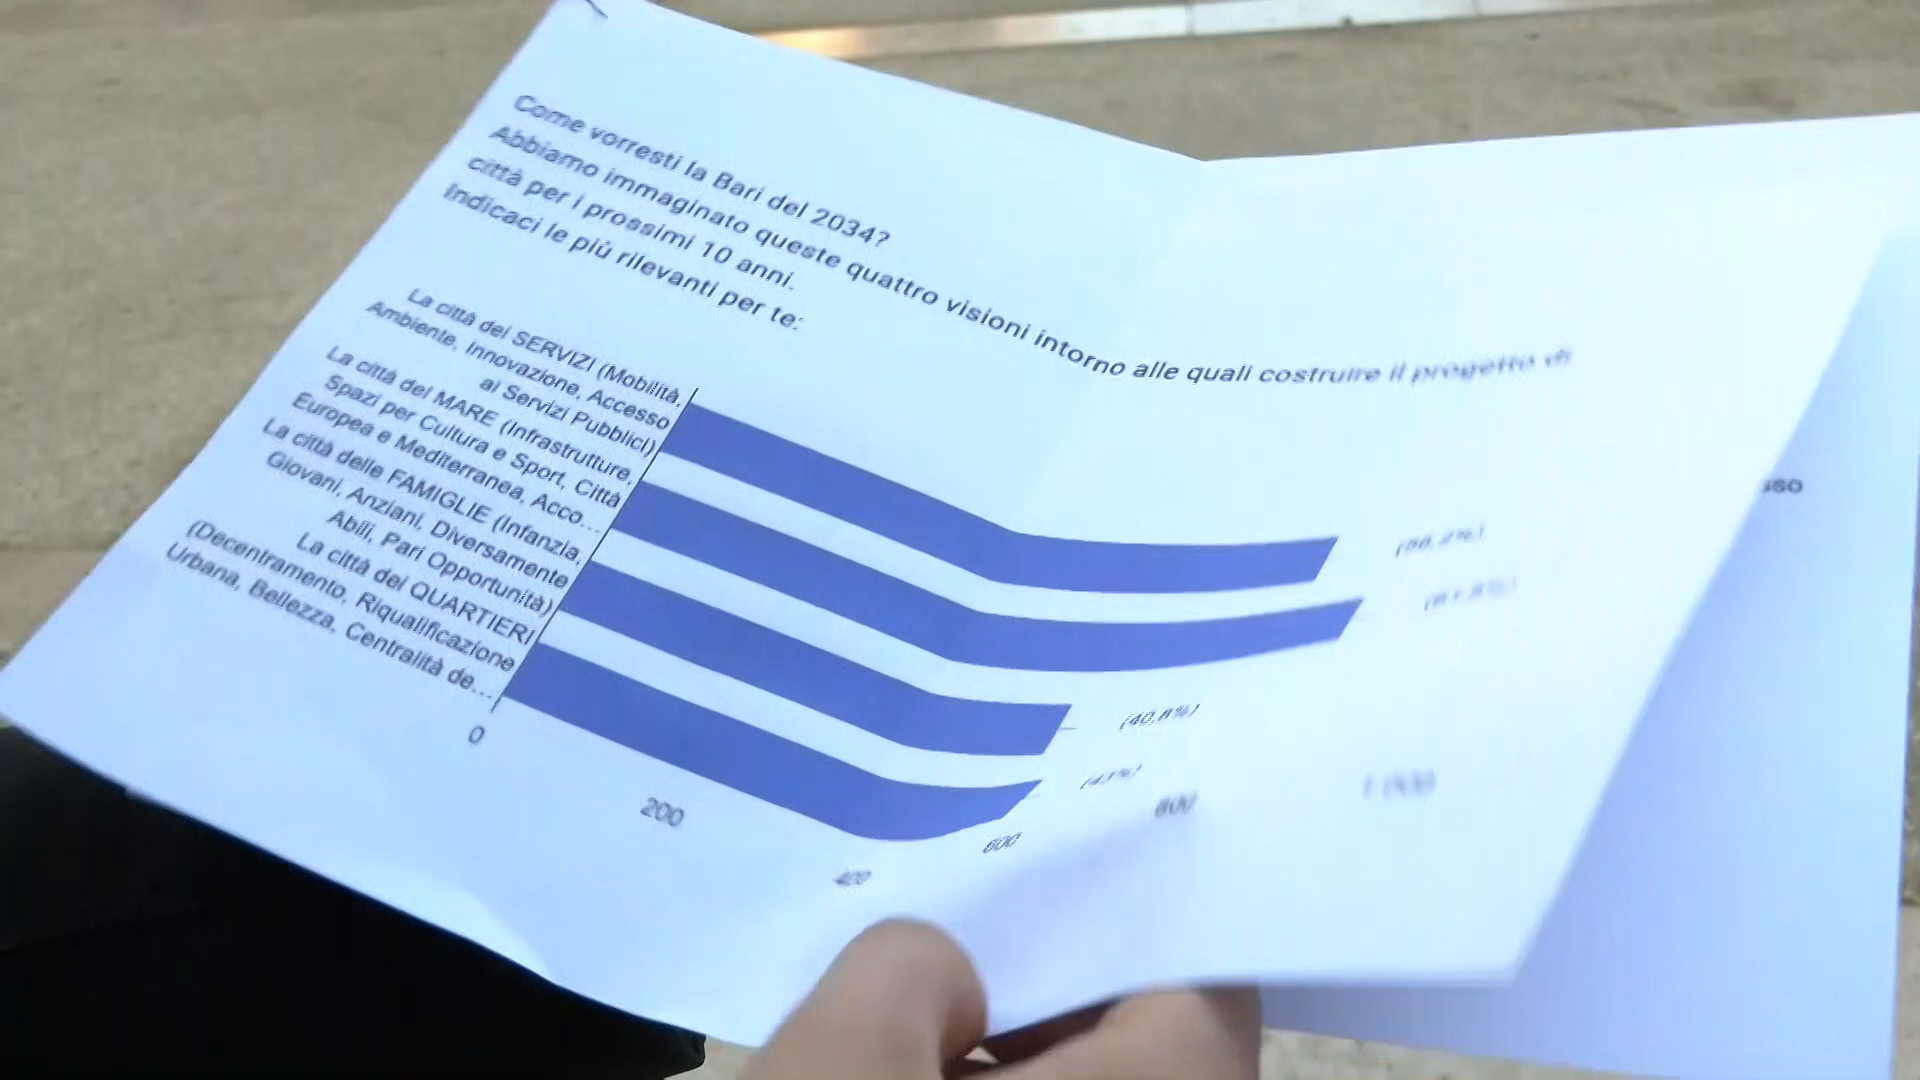 Come vorresti la Bari del 2034?
Abbiamo immaginato queste quattro visioni intorno alle quali costruire il progetto di
città per i prossimi 10 anni.
Indicaci le più rilevanti per te:
La città dei SERVIZI (Mobilità,
Ambiente, Innovazione, Accesso
ai Servizi Pubblici)
La città del MARE (Infrastrutture,
Spazi per Cultura e Sport, Città
Europea e Mediterranea, Acco...
La città delle FAMIGLIE (Infanzia,
Giovani, Anziani, Diversamente
Abili, Pari Opportunità)
La città dei QUARTIERI
(Decentramento, Riqualificazione
Urbana, Bellezza, Centralità de...
(40,8%)
(43%)
0
200
400
600
800
1.000